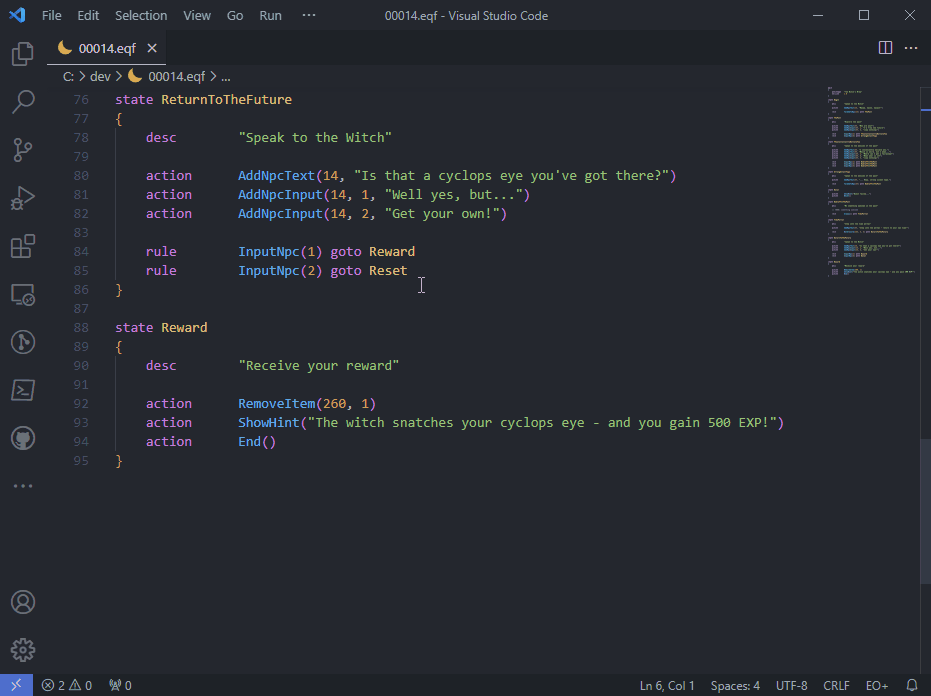 File Edit Selection View Go Run ··· 00014.eqf - Visual Studio Code
00014.eqf
C: > dev > 00014.eqf > ...
76 state ReturnToTheFuture
77 {
78 desc "Speak to the Witch"
79
80 action AddNpcText(14, "Is that a cyclops eye you've got there?")
81 action AddNpcInput(14, 1, "Well yes, but...")
82 action AddNpcInput(14, 2, "Get your own!")
83
84 rule InputNpc(1) goto Reward
85 rule InputNpc(2) goto Reset
86 }
87
88 state Reward
89 {
90 desc "Receive your reward"
91
92 action RemoveItem(260, 1)
93 action ShowHint("The witch snatches your cyclops eye - and you gain 500 EXP!")
94 action End()
95 }
2 0 0 Ln 6, Col 1 Spaces: 4 UTF-8 CRLF EO+